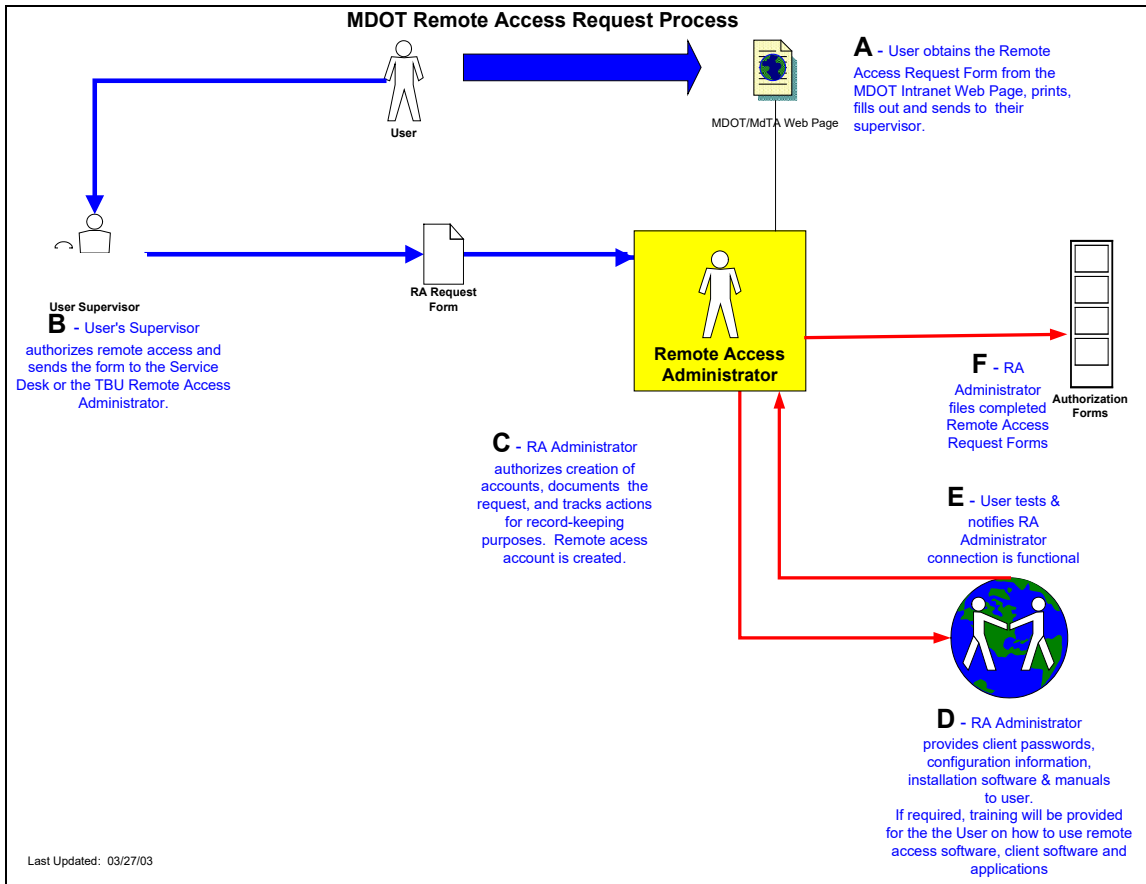 MDOT Remote Access Request Process
User
MDOT/MdTA Web Page
A - User obtains the Remote
Access Request Form from the
MDOT Intranet Web Page, prints,
fills out and sends to their
supervisor.
User Supervisor
B - User's Supervisor
authorizes remote access and
sends the form to the Service
Desk or the TBU Remote Access
Administrator.
RA Request
Form
Remote Access
Administrator
C - RA Administrator
authorizes creation of
accounts, documents the
request, and tracks actions
for record-keeping
purposes. Remote acess
account is created.
F - RA
Administrator
files completed
Remote Access
Request Forms
Authorization
Forms
E - User tests &
notifies RA
Administrator
connection is functional
D - RA Administrator
provides client passwords,
configuration information,
installation software & manuals
to user.
If required, training will be provided
for the the User on how to use remote
access software, client software and
applications
Last Updated: 03/27/03